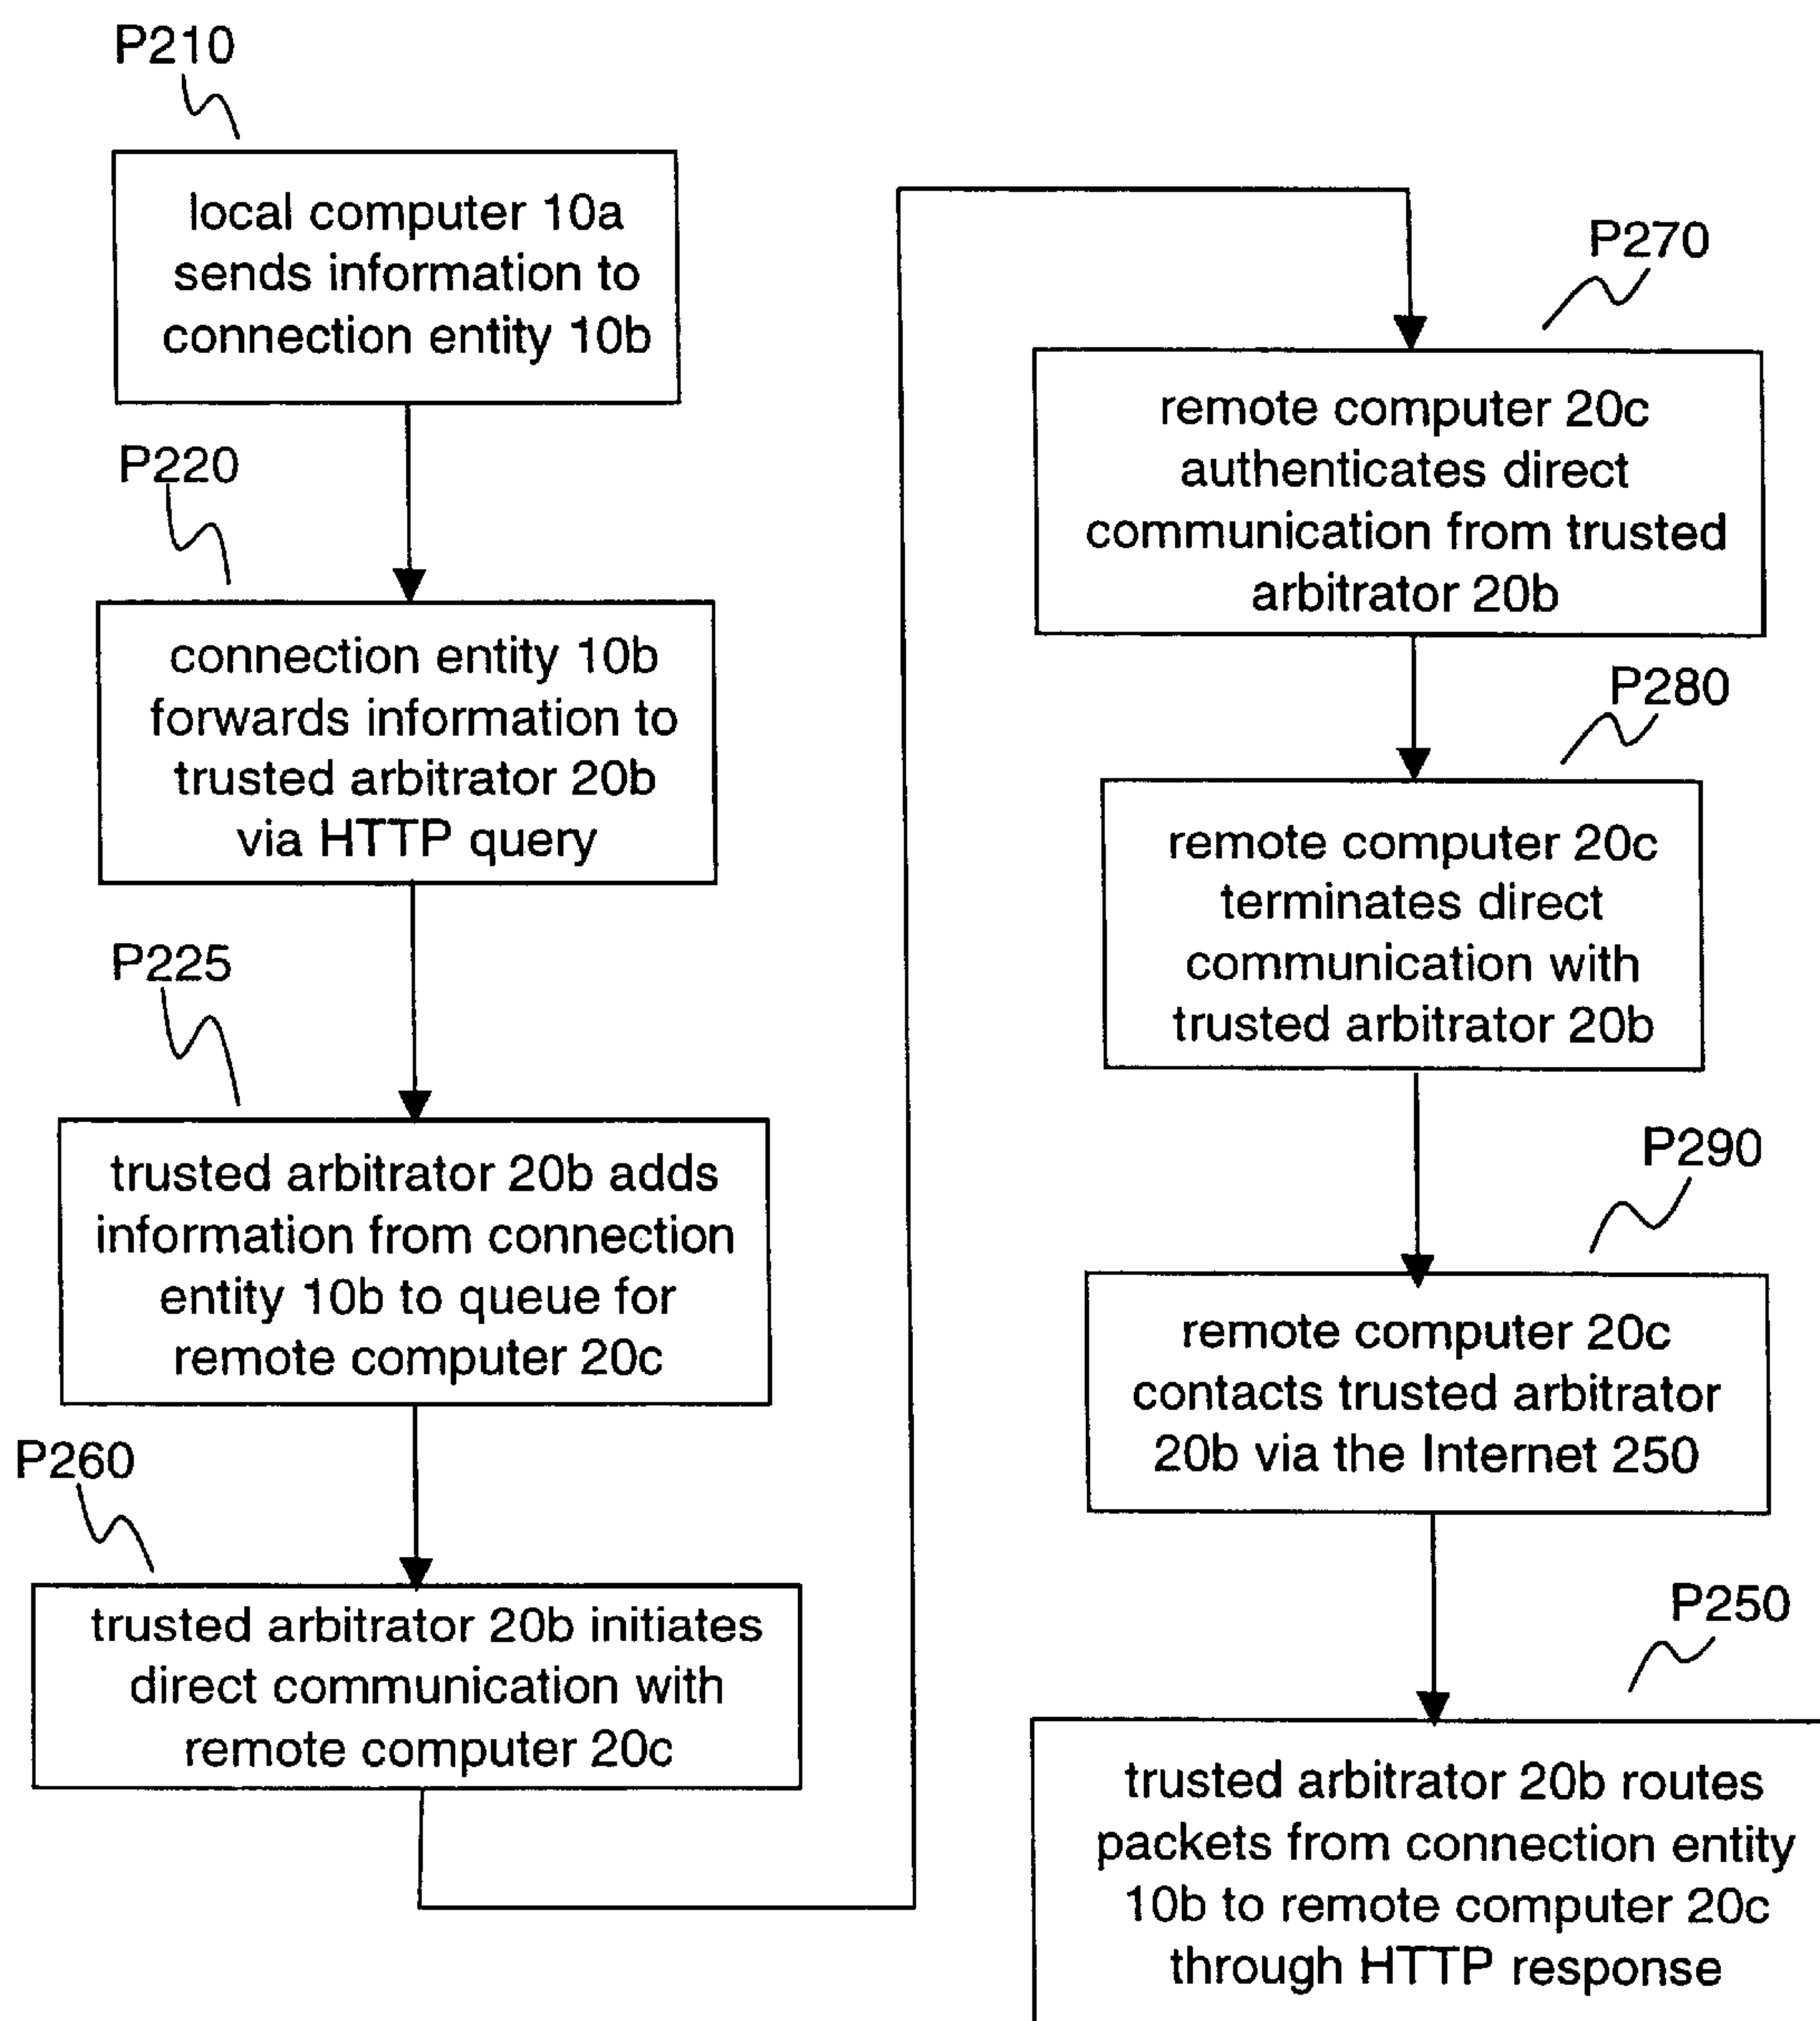 P210
local computer 10a
sends information to
connection entity 10b
P220
connection entity 10b
forwards information to
trusted arbitrator 20b
via HTTP query
P225
trusted arbitrator 20b adds
information from connection
entity 10b to queue for
remote computer 20c
P260
trusted arbitrator 20b initiates
direct communication with
remote computer 20c
P270
remote computer 20c
authenticates direct
communication from trusted
arbitrator 20b
P280
remote computer 20c
terminates direct
communication with
trusted arbitrator 20b
P290
remote computer 20c
contacts trusted arbitrator
20b via the Internet 250
P250
trusted arbitrator 20b routes
packets from connection entity
10b to remote computer 20c
through HTTP response